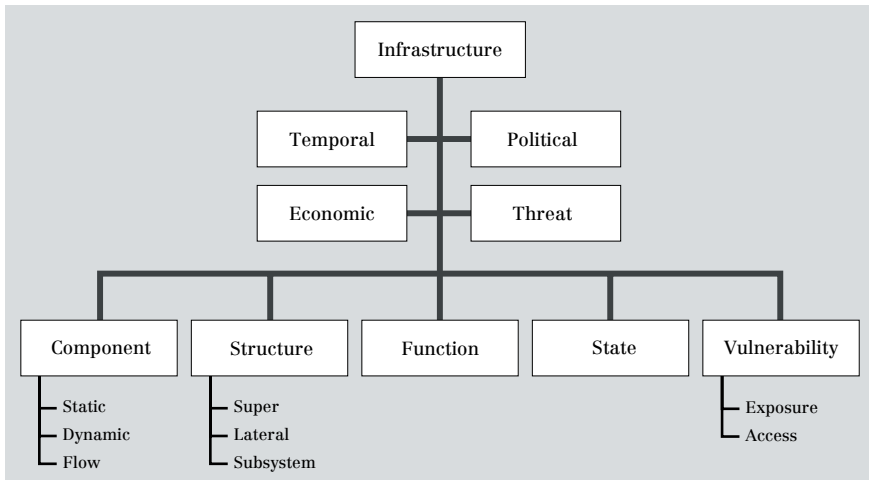 Infrastructure
Temporal
Political
Economic
Threat
Component
Structure
Function
State
Vulnerability
Static
Dynamic
Flow
Super
Lateral
Subsystem
Exposure
Access